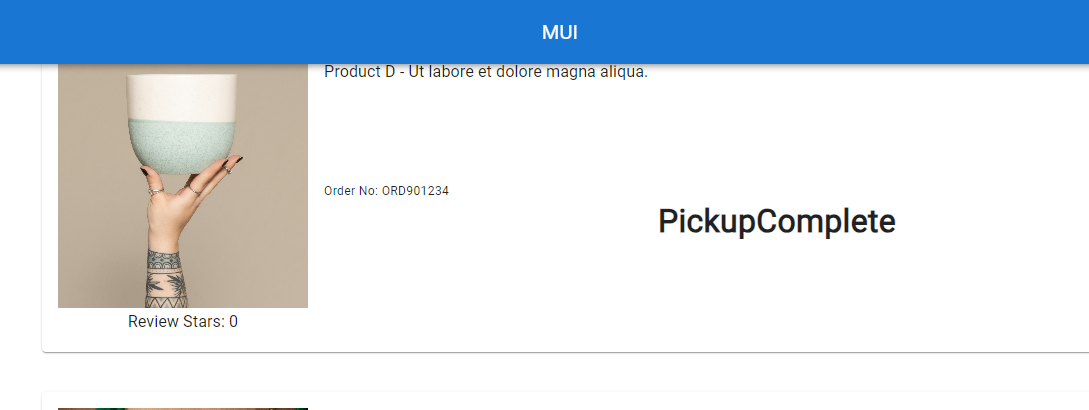 MUI
Product D - Ut labore et dolore magna aliqua.
Order No: ORD901234
PickupComplete
Review Stars: 0